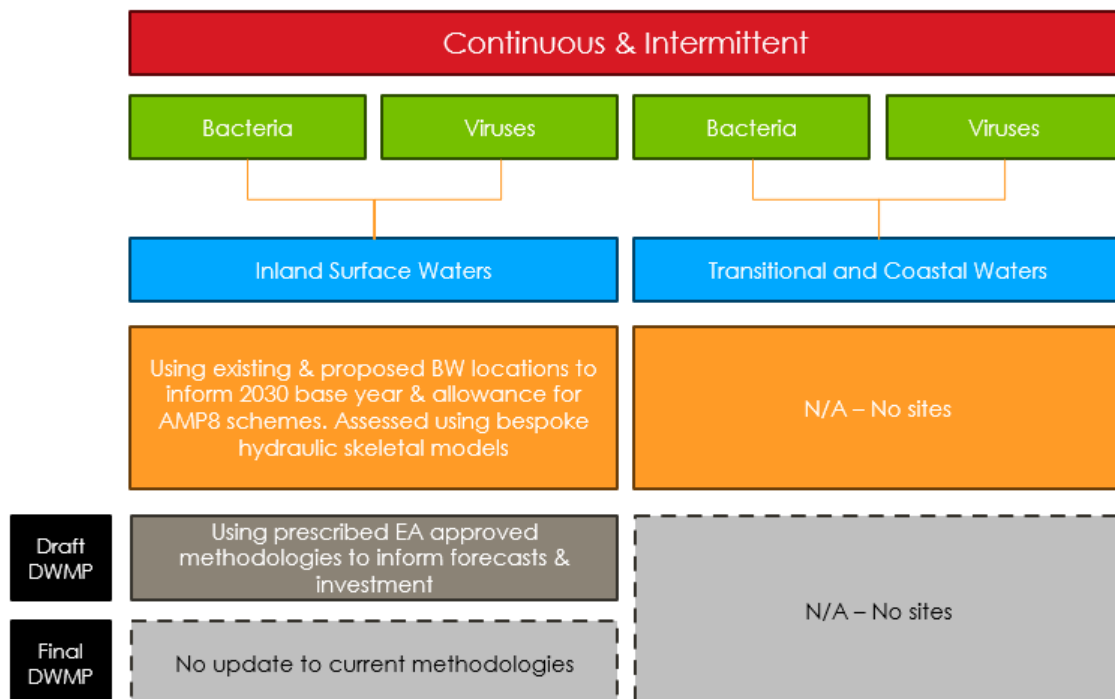 Continuous & Intermittent
Bacteria
Viruses
Bacteria
Viruses
Inland Surface Waters
Transitional and Coastal Waters
Using existing & proposed BW locations to
inform 2030 base year & allowance for
AMP8 schemes. Assessed using bespoke
hydraulic skeletal models
N/A – No sites
Draft
DWMP
Using prescribed EA approved
methodologies to inform forecasts &
investment
N/A – No sites
Final
DWMP
No update to current methodologies